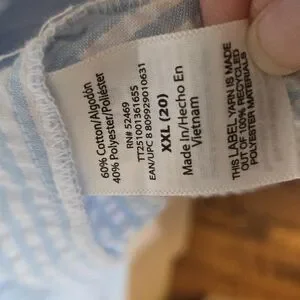 60% Cotton/Algodón
40% Polyester/Poliéster
RN# 52469
TT251001361655
EAN/UPC 8 809929010631
XXL (20)
Made in/Hecho En
Vietnam
THIS LABEL YARN IS MADE
OUT OF 100% RECYCLED
POLYESTER MATERIALS